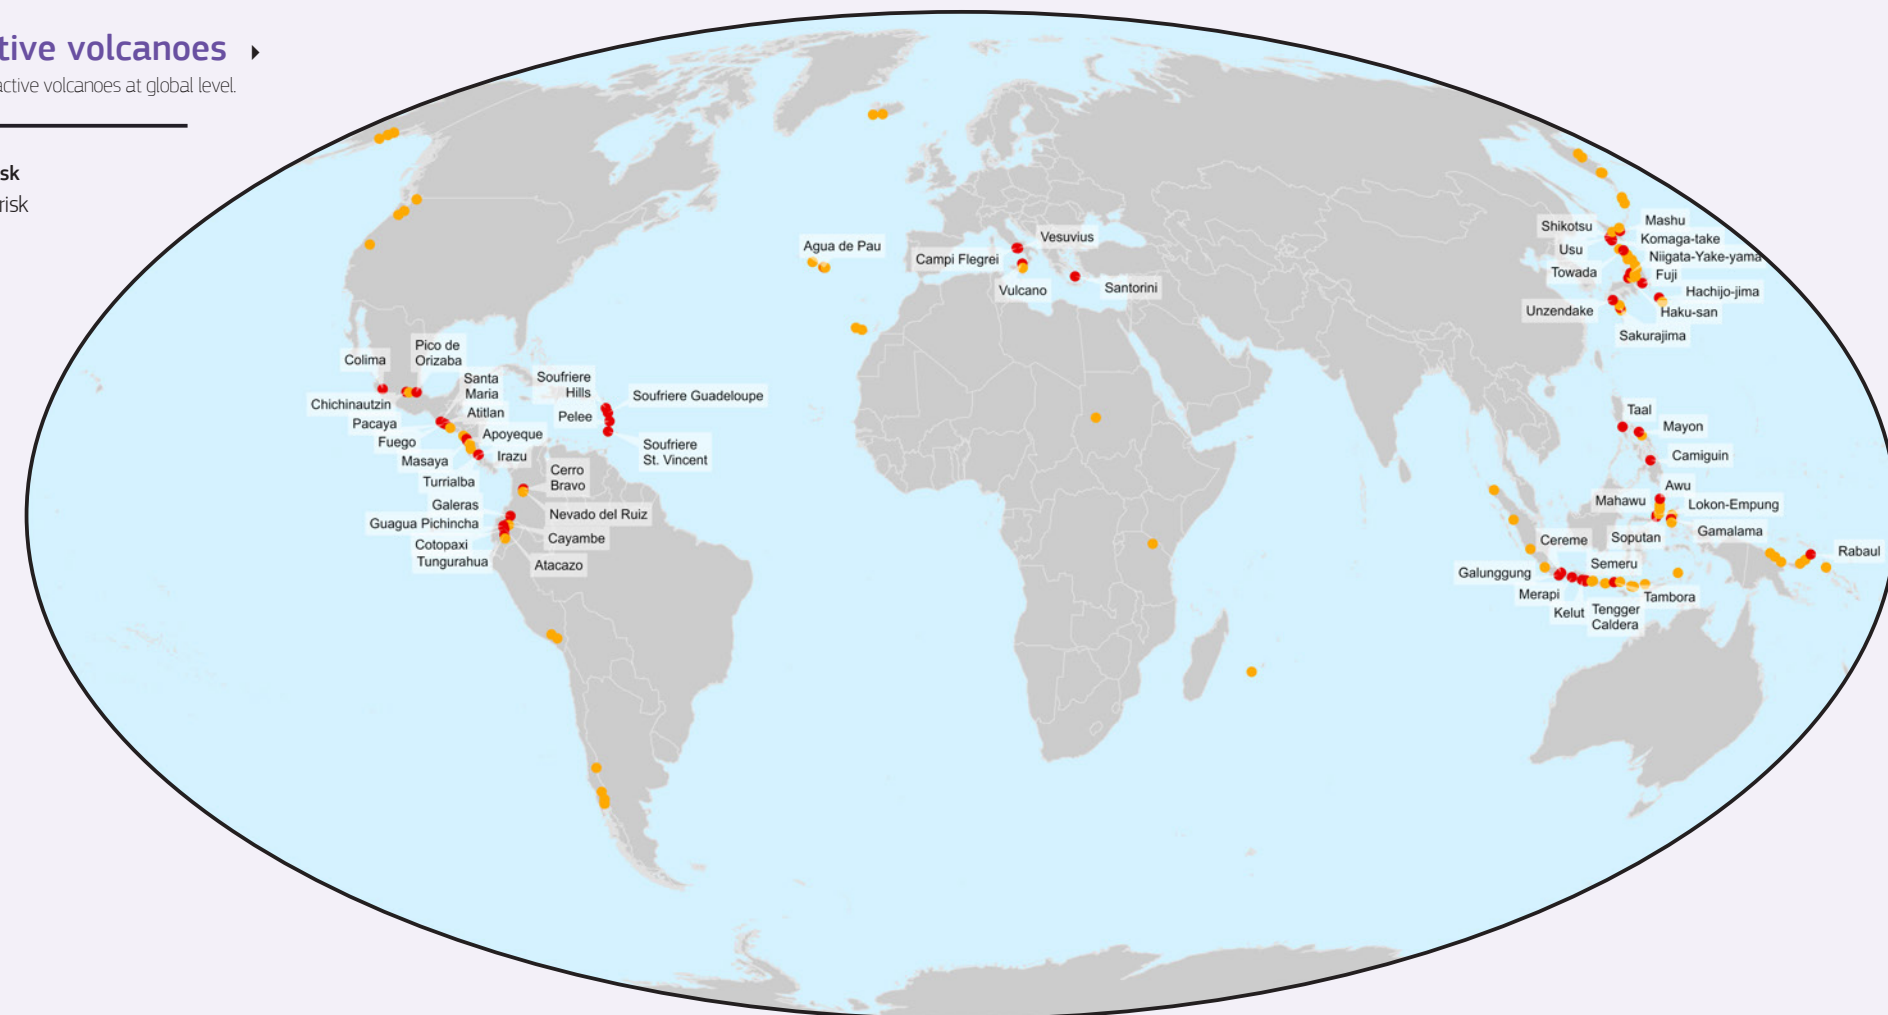 tive volcanoes
active volcanoes at global level.
sk
risk
Agua de Pau
Campi Flegrei
Vesuvius
Vulcano
Santorini
Shikotsu
Mashu
Usu
Komaga-take
Niigata-Yake-yama
Towada
Fuji
Hachijo-jima
Unzendake
Haku-san
Sakurajima
Colima
Pico de
Orizaba
Chichinautzin
Santa
Maria
Pacaya
Atitlan
Fuego
Apoyeque
Masaya
Irazu
Turrialba
Soufriere
Hills
Soufriere Guadeloupe
Pelee
Soufriere
St. Vincent
Cerro
Bravo
Galeras
Nevado del Ruiz
Guagua Pichincha
Cayambe
Cotopaxi
Tungurahua
Atacazo
Taal
Mayon
Camiguin
Awu
Mahawu
Lokon-Empung
Gamalama
Soputan
Cereme
Rabaul
Galunggung
Semeru
Merapi
Tambora
Kelut
Tengger
Caldera